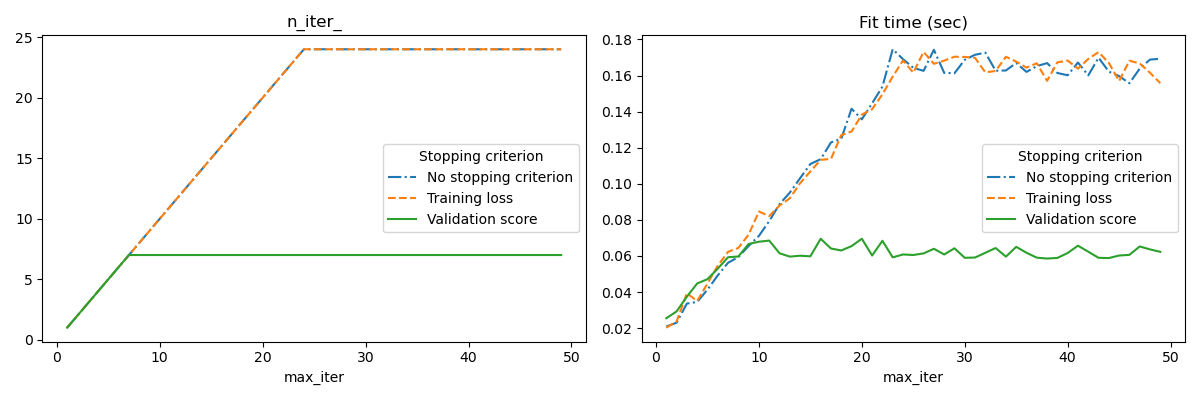 n_iter_
25
20
15
10
5
0
Stopping criterion
No stopping criterion
Training loss
Validation score
0 10 20 30 40 50
max_iter
Fit time (sec)
0.18
0.16
0.14
0.12
0.10
0.08
0.06
0.04
0.02
Stopping criterion
No stopping criterion
Training loss
Validation score
0 10 20 30 40 50
max_iter